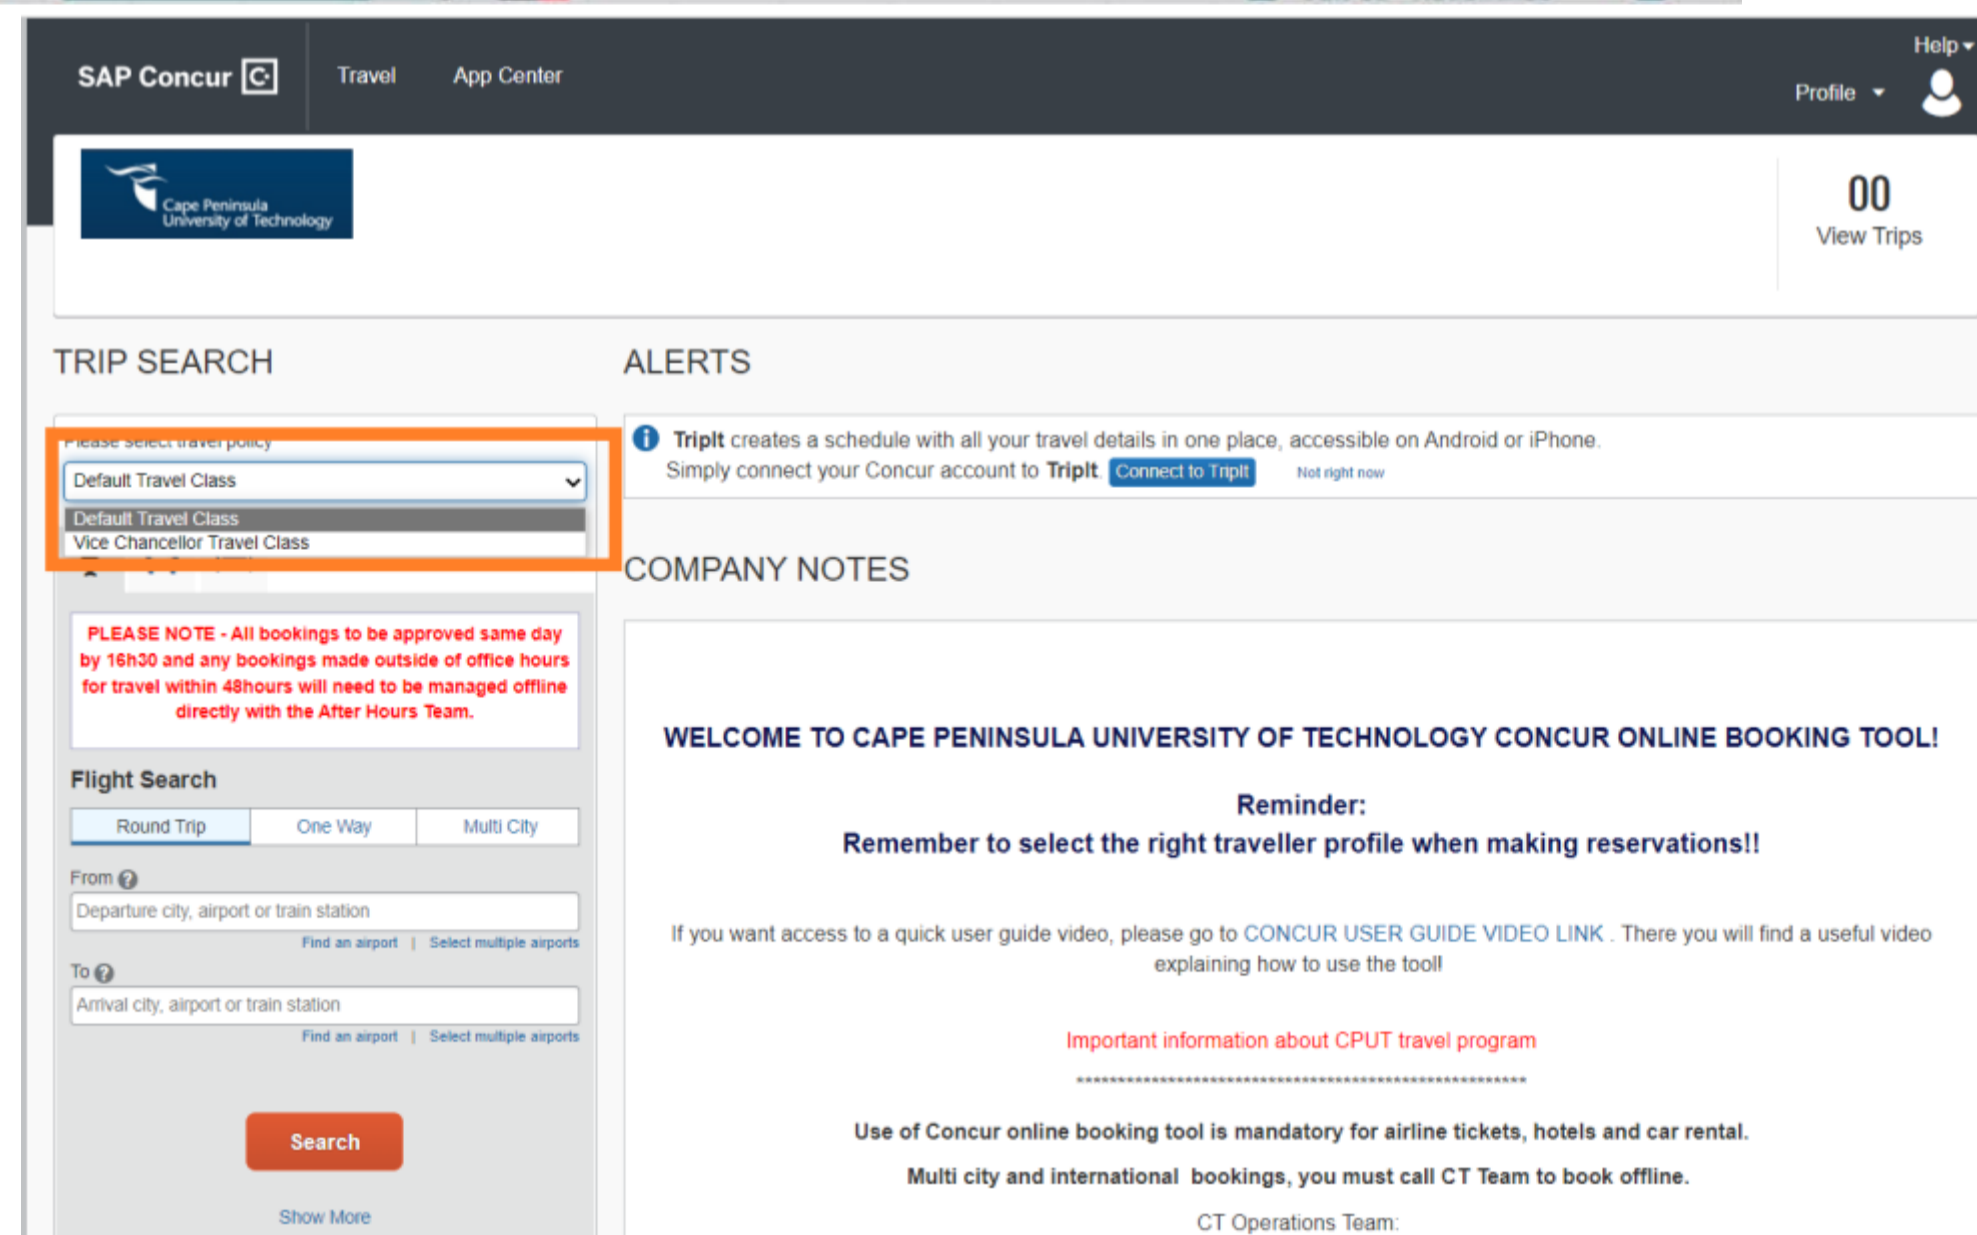 Help
SAP Concur C.
Travel
App Center
Profile
Cape Peninsula
University of Technology
00
View Trips
TRIP SEARCH
Please select travel policy
Default Travel Class
Default Travel Class
Vice Chancellor Travel Class
PLEASE NOTE - All bookings to be approved same day
by 16h30 and any bookings made outside of office hours
for travel within 48hours will need to be managed offline
directly with the After Hours Team.
Flight Search
Round Trip
One Way
Multi City
From ?
Departure city, airport or train station
Find an airport | Select multiple airports
To ?
Arrival city, airport or train station
Find an airport | Select multiple airports
Search
Show More
ALERTS
TripIt creates a schedule with all your travel details in one place, accessible on Android or iPhone.
Simply connect your Concur account to TripIt. Connect to TripIt Not right now
COMPANY NOTES
WELCOME TO CAPE PENINSULA UNIVERSITY OF TECHNOLOGY CONCUR ONLINE BOOKING TOOL!
Reminder:
Remember to select the right traveller profile when making reservations!!
If you want access to a quick user guide video, please go to CONCUR USER GUIDE VIDEO LINK . There you will find a useful video
explaining how to use the tool!
Important information about CPUT travel program
******************************************************
Use of Concur online booking tool is mandatory for airline tickets, hotels and car rental.
Multi city and international bookings, you must call CT Team to book offline.
CT Operations Team: